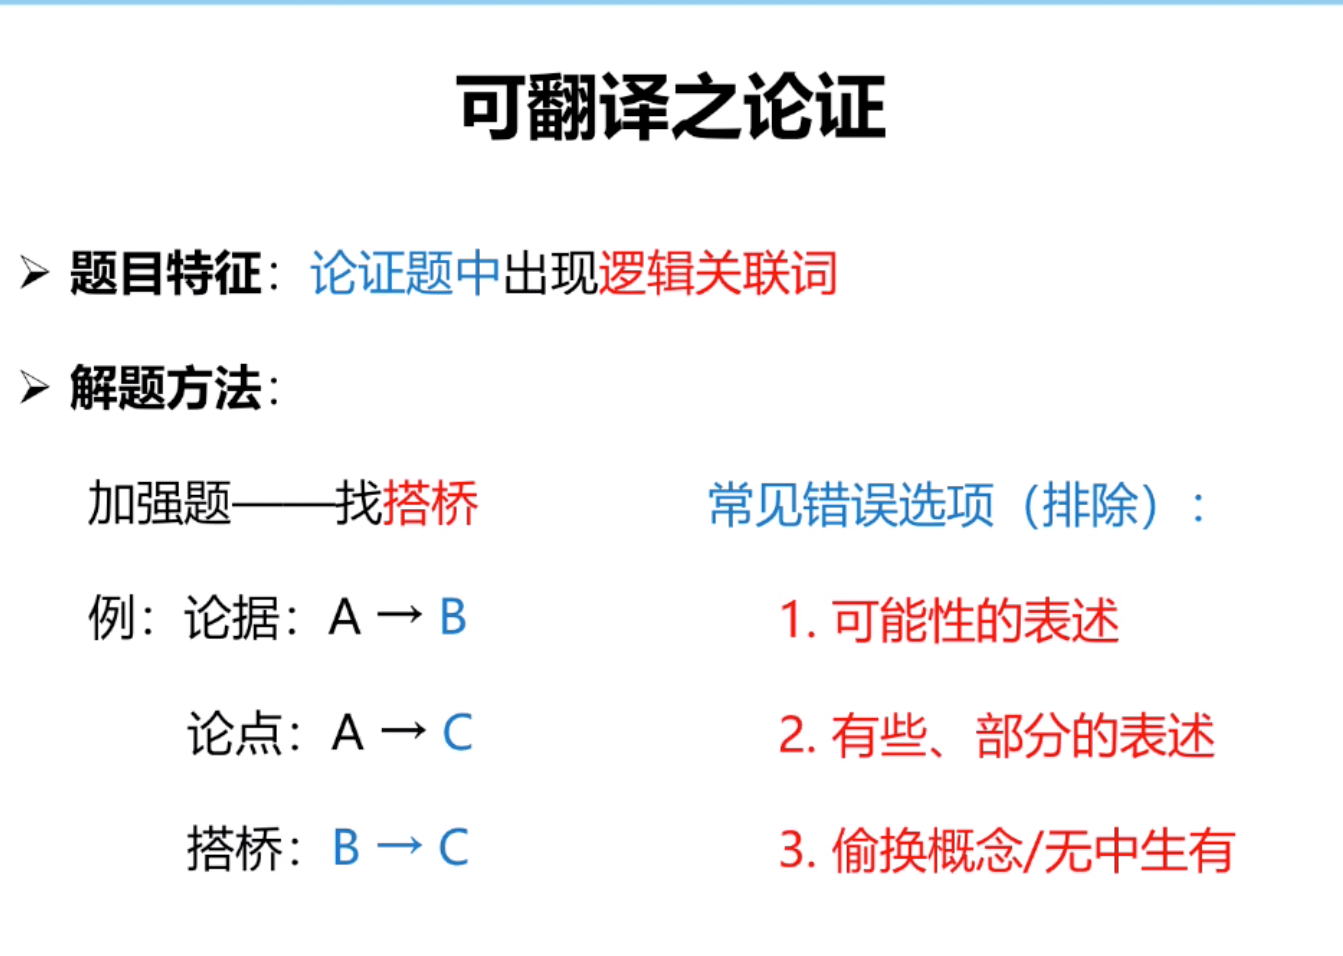 可翻译之论证
➢ 题目特征：论证题中出现逻辑关联词
➢ 解题方法：
加强题——找搭桥
例：论据：A → B
论点：A → C
搭桥：B → C
常见错误选项（排除）：
1. 可能性的表述
2. 有些、部分的表述
3. 偷换概念/无中生有